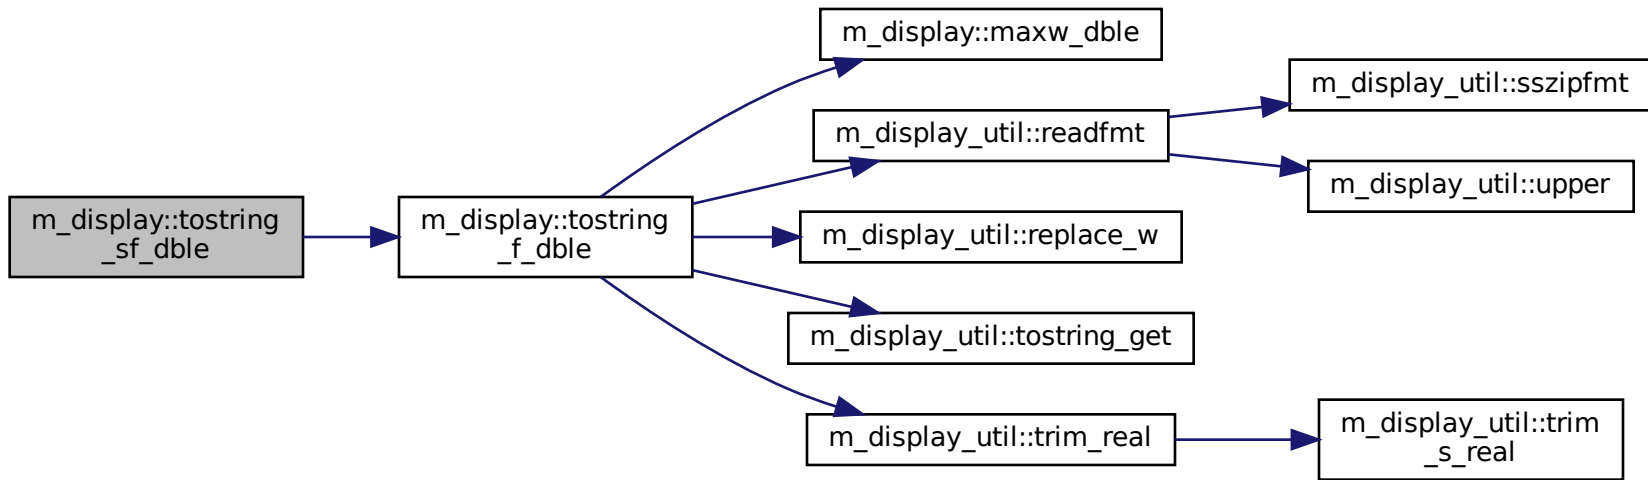 m_display::tostring
_sf_dble
m_display::tostring
_f_dble
m_display::maxw_dble
m_display_util::readfmt
m_display_util::replace_w
m_display_util::tostring_get
m_display_util::trim_real
m_display_util::sszipfmt
m_display_util::upper
m_display_util::trim
_s_real